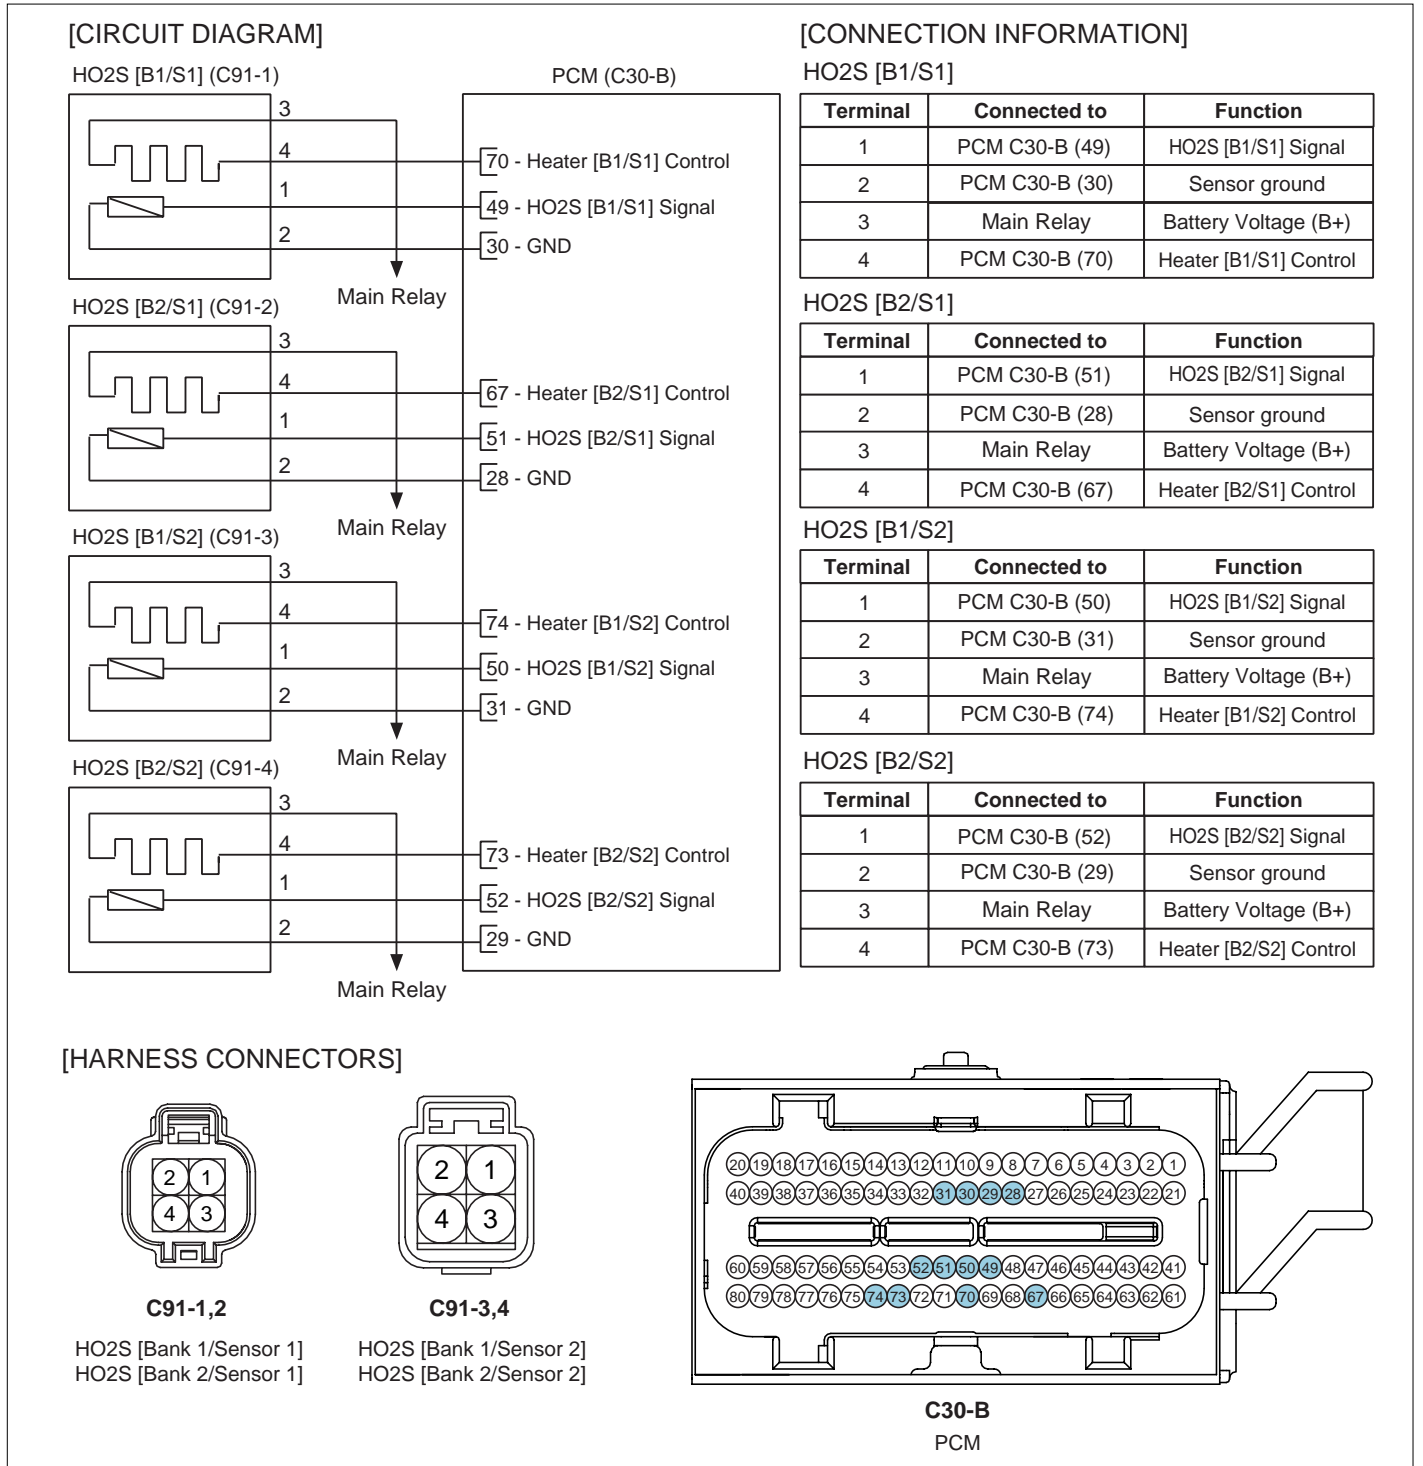 [CIRCUIT DIAGRAM]
HO2S [B1/S1] (C91-1)
PCM (C30-B)
3
4
70 - Heater [B1/S1] Control
1
49 - HO2S [B1/S1] Signal
2
30 - GND
Main Relay
HO2S [B2/S1] (C91-2)
3
4
67 - Heater [B2/S1] Control
1
51 - HO2S [B2/S1] Signal
2
28 - GND
Main Relay
HO2S [B1/S2] (C91-3)
3
4
74 - Heater [B1/S2] Control
1
50 - HO2S [B1/S2] Signal
2
31 - GND
Main Relay
HO2S [B2/S2] (C91-4)
3
4
73 - Heater [B2/S2] Control
1
52 - HO2S [B2/S2] Signal
2
29 - GND
Main Relay
[CONNECTION INFORMATION]
HO2S [B1/S1]
Terminal Connected to Function
1 PCM C30-B (49) HO2S [B1/S1] Signal
2 PCM C30-B (30) Sensor ground
3 Main Relay Battery Voltage (B+)
4 PCM C30-B (70) Heater [B1/S1] Control
HO2S [B2/S1]
Terminal Connected to Function
1 PCM C30-B (51) HO2S [B2/S1] Signal
2 PCM C30-B (28) Sensor ground
3 Main Relay Battery Voltage (B+)
4 PCM C30-B (67) Heater [B2/S1] Control
HO2S [B1/S2]
Terminal Connected to Function
1 PCM C30-B (50) HO2S [B1/S2] Signal
2 PCM C30-B (31) Sensor ground
3 Main Relay Battery Voltage (B+)
4 PCM C30-B (74) Heater [B1/S2] Control
HO2S [B2/S2]
Terminal Connected to Function
1 PCM C30-B (52) HO2S [B2/S2] Signal
2 PCM C30-B (29) Sensor ground
3 Main Relay Battery Voltage (B+)
4 PCM C30-B (73) Heater [B2/S2] Control
[HARNESS CONNECTORS]
2 1
4 3
C91-1,2
HO2S [Bank 1/Sensor 1]
HO2S [Bank 2/Sensor 1]
2 1
4 3
C91-3,4
HO2S [Bank 1/Sensor 2]
HO2S [Bank 2/Sensor 2]
20 19 18 17 16 15 14 13 12 11 10 9 8 7 6 5 4 3 2 1
40 39 38 37 36 35 34 33 32 31 30 29 28 27 26 25 24 23 22 21
60 59 58 57 56 55 54 53 52 51 50 49 48 47 46 45 44 43 42 41
80 79 78 77 76 75 74 73 72 71 70 69 68 67 66 65 64 63 62 61
C30-B
PCM